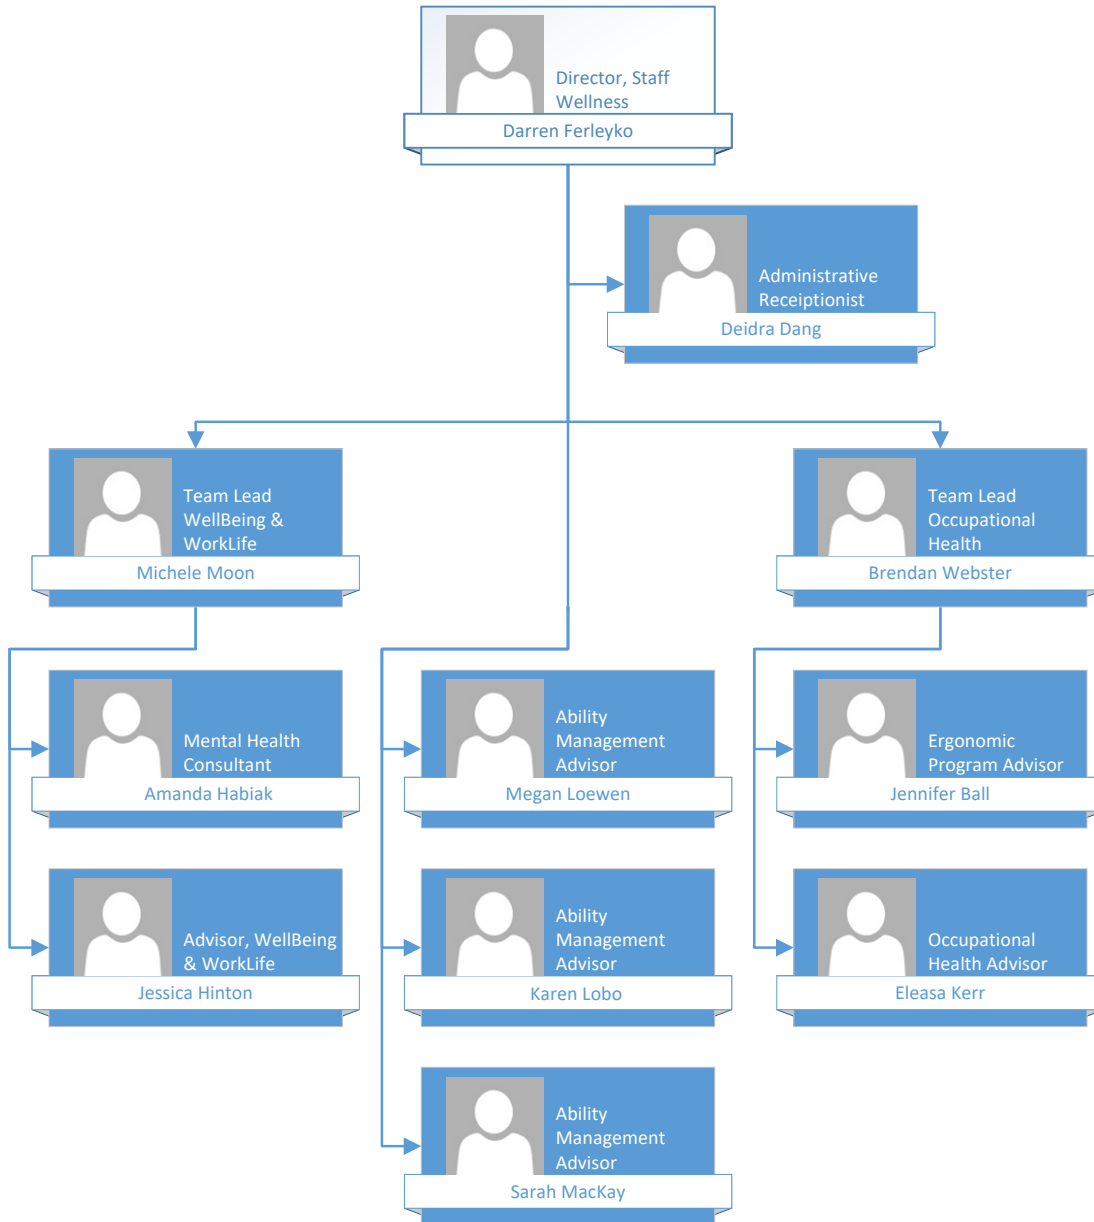 Director, Staff
Wellness
Darren Ferleyko
Administrative
Receiptionist
Deidra Dang
Team Lead
WellBeing &
WorkLife
Michele Moon
Team Lead
Occupational
Health
Brendan Webster
Mental Health
Consultant
Amanda Habiak
Ability
Management
Advisor
Megan Loewen
Ergonomic
Program Advisor
Jennifer Ball
Advisor, WellBeing
& WorkLife
Jessica Hinton
Ability
Management
Advisor
Karen Lobo
Occupational
Health Advisor
Eleasa Kerr
Ability
Management
Advisor
Sarah MacKay